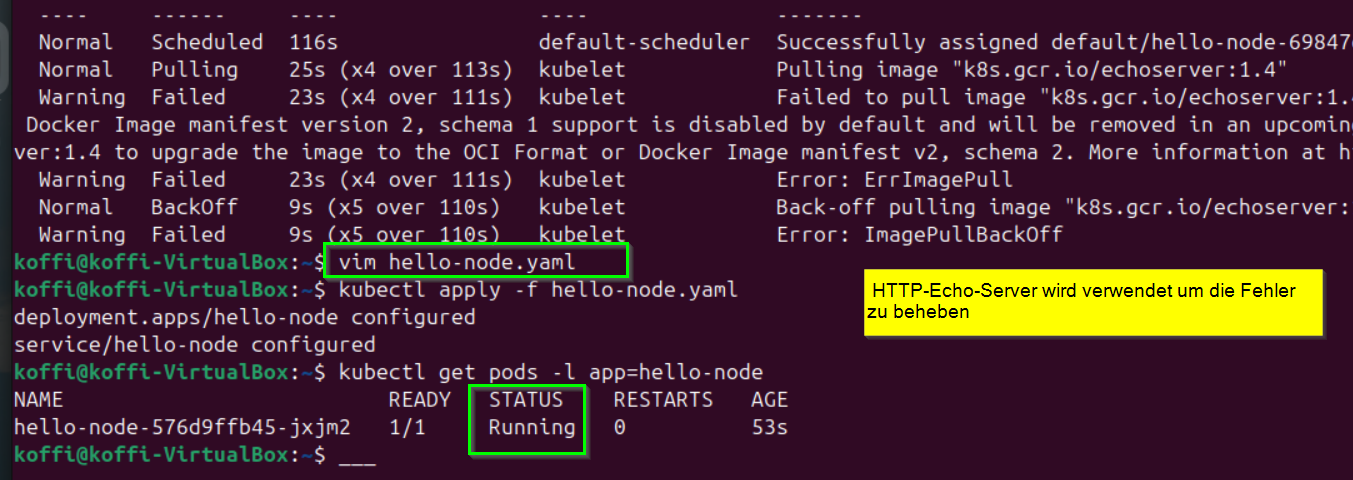 ----    ------     ----                ----               -------
Normal   Scheduled  116s                default-scheduler  Successfully assigned default/hello-node-69847
Normal   Pulling    25s (x4 over 113s)  kubelet            Pulling image "k8s.gcr.io/echoserver:1.4"
Warning  Failed     23s (x4 over 111s)  kubelet            Failed to pull image "k8s.gcr.io/echoserver:1.
Docker Image manifest version 2, schema 1 support is disabled by default and will be removed in an upcomin
ver:1.4 to upgrade the image to the OCI Format or Docker Image manifest v2, schema 2. More information at h
Warning  Failed     23s (x4 over 111s)  kubelet            Error: ErrImagePull
Normal   BackOff    9s (x5 over 110s)   kubelet            Back-off pulling image "k8s.gcr.io/echoserver:
Warning  Failed     9s (x5 over 110s)   kubelet            Error: ImagePullBackOff
koffi@koffi-VirtualBox:~$ vim hello-node.yaml
koffi@koffi-VirtualBox:~$ kubectl apply -f hello-node.yaml
HTTP-Echo-Server wird verwendet um die Fehler
zu beheben
deployment.apps/hello-node configured
service/hello-node configured
koffi@koffi-VirtualBox:~$ kubectl get pods -l app=hello-node
NAME                          READY   STATUS    RESTARTS   AGE
hello-node-576d9ffb45-jxjm2   1/1     Running   0          53s
koffi@koffi-VirtualBox:~$ ___